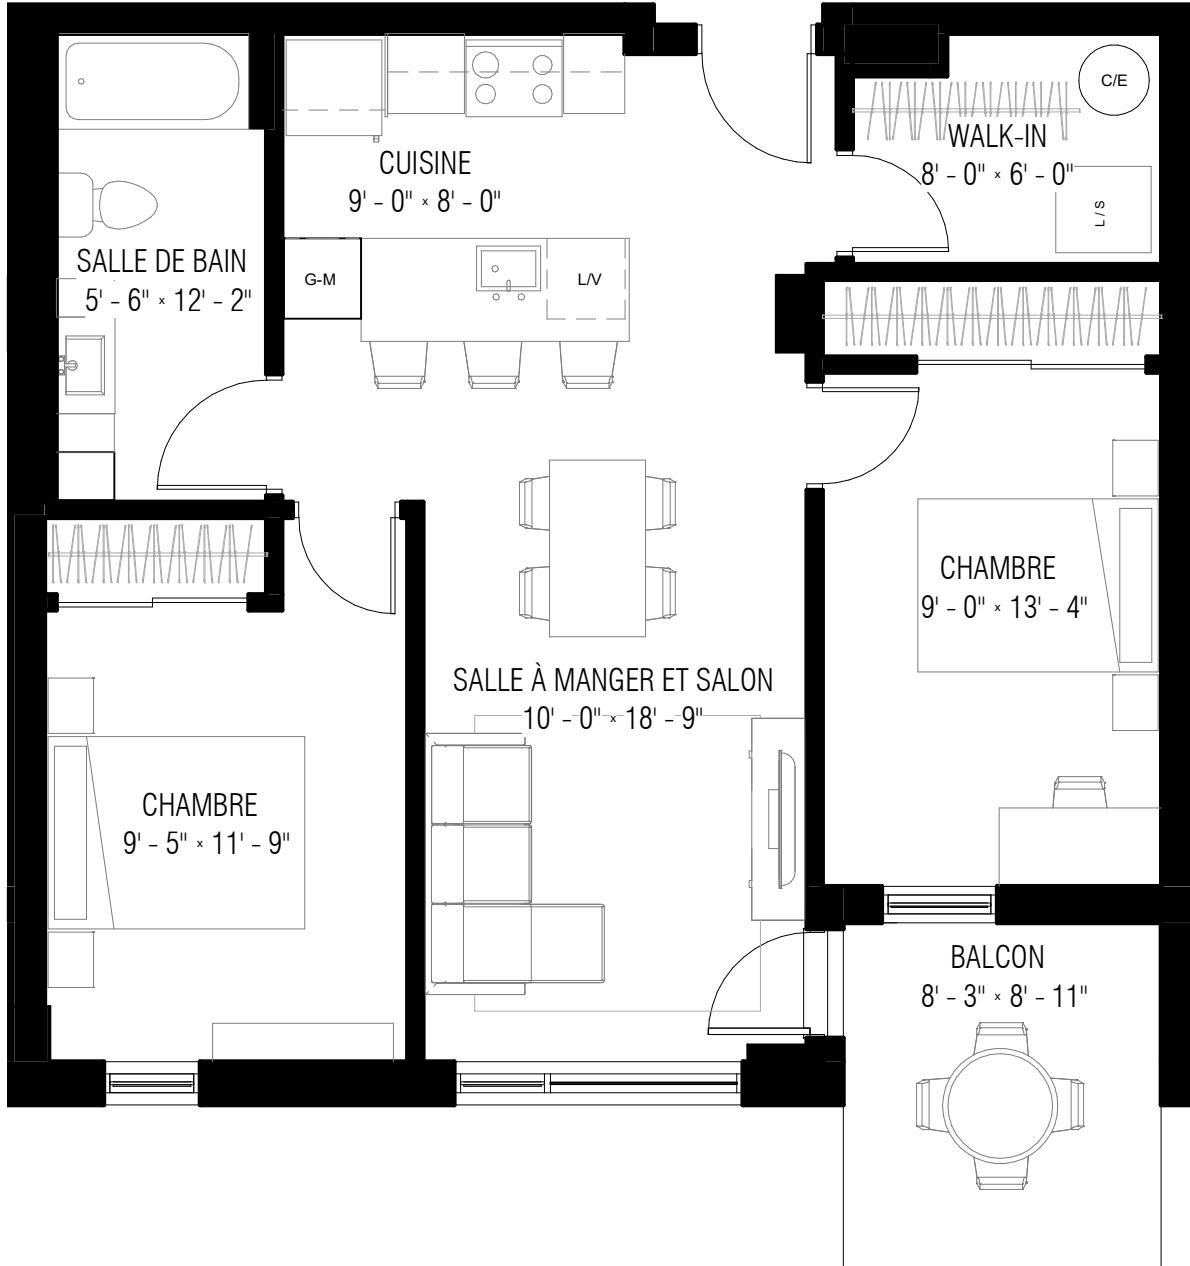 C/E
WALK-IN
8' - 0" x 6' - 0"
L / S
CUISINE
9' - 0" x 8' - 0"
SALLE DE BAIN
5' - 6" x 12' - 2"
G-M
L/V
CHAMBRE
9' - 0" x 13' - 4"
SALLE À MANGER ET SALON
10' - 0" x 18' - 9"
CHAMBRE
9' - 5" x 11' - 9"
BALCON
8' - 3" x 8' - 11"